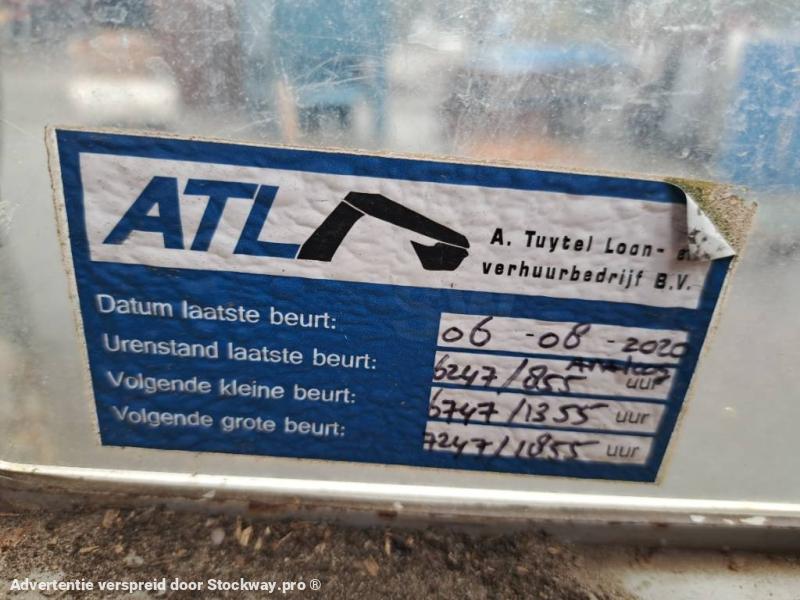 ATL
A. Tuytel Loon-
verhuurbedrijf B.V.
Datum laatste beurt: 06 - 08 - 2020
Urenstand laatste beurt: 6247/855 ANALOOG uur
Volgende kleine beurt: 6747/1355 uur
Volgende grote beurt: 7247/1855 uur
Advertentie verspreid door Stockway.pro ®